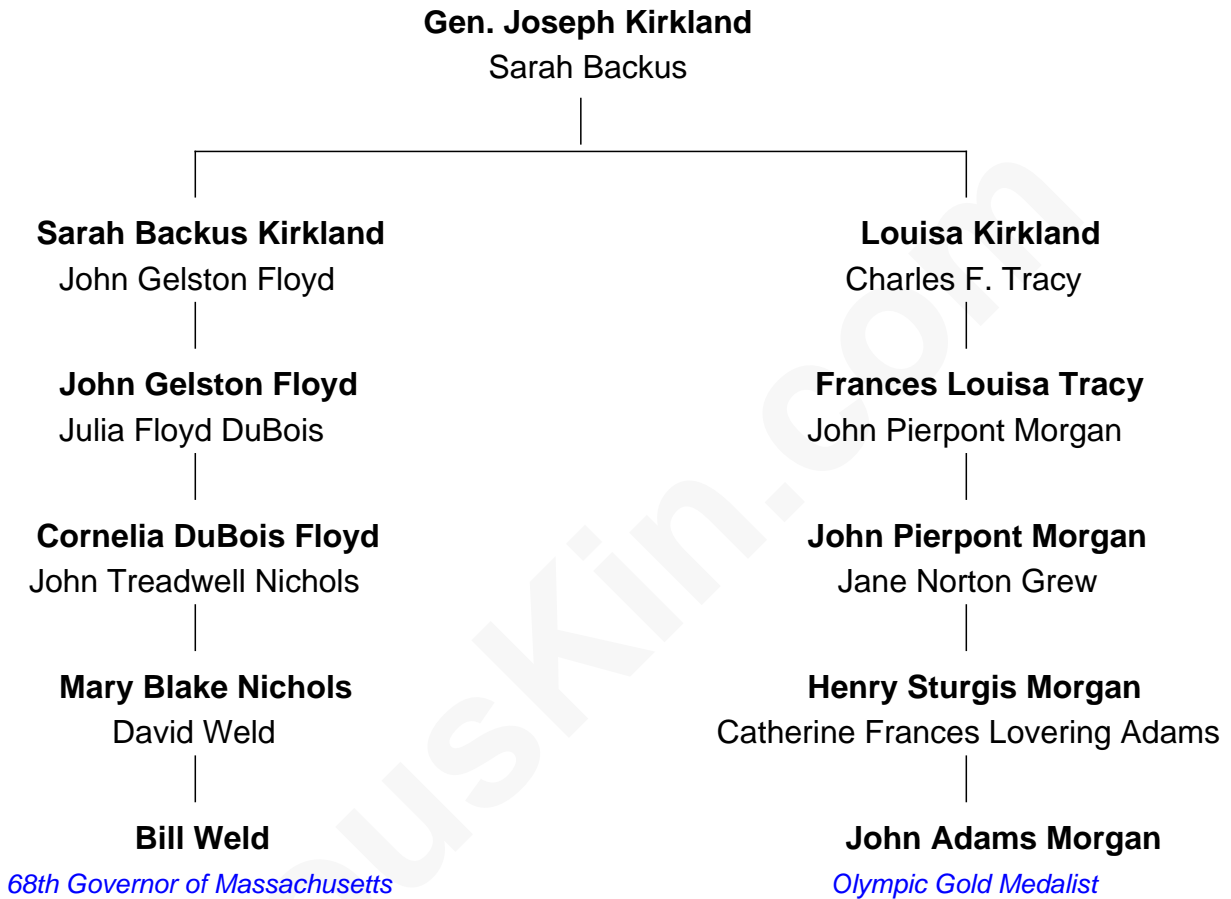 Gen. Joseph Kirkland
Sarah Backus
Sarah Backus Kirkland
John Gelston Floyd
Louisa Kirkland
Charles F. Tracy
John Gelston Floyd
Julia Floyd DuBois
Frances Louisa Tracy
John Pierpont Morgan
Cornelia DuBois Floyd
John Treadwell Nichols
John Pierpont Morgan
Jane Norton Grew
Mary Blake Nichols
David Weld
Henry Sturgis Morgan
Catherine Frances Lovering Adams
Bill Weld
68th Governor of Massachusetts
John Adams Morgan
Olympic Gold Medalist
ousKin.com